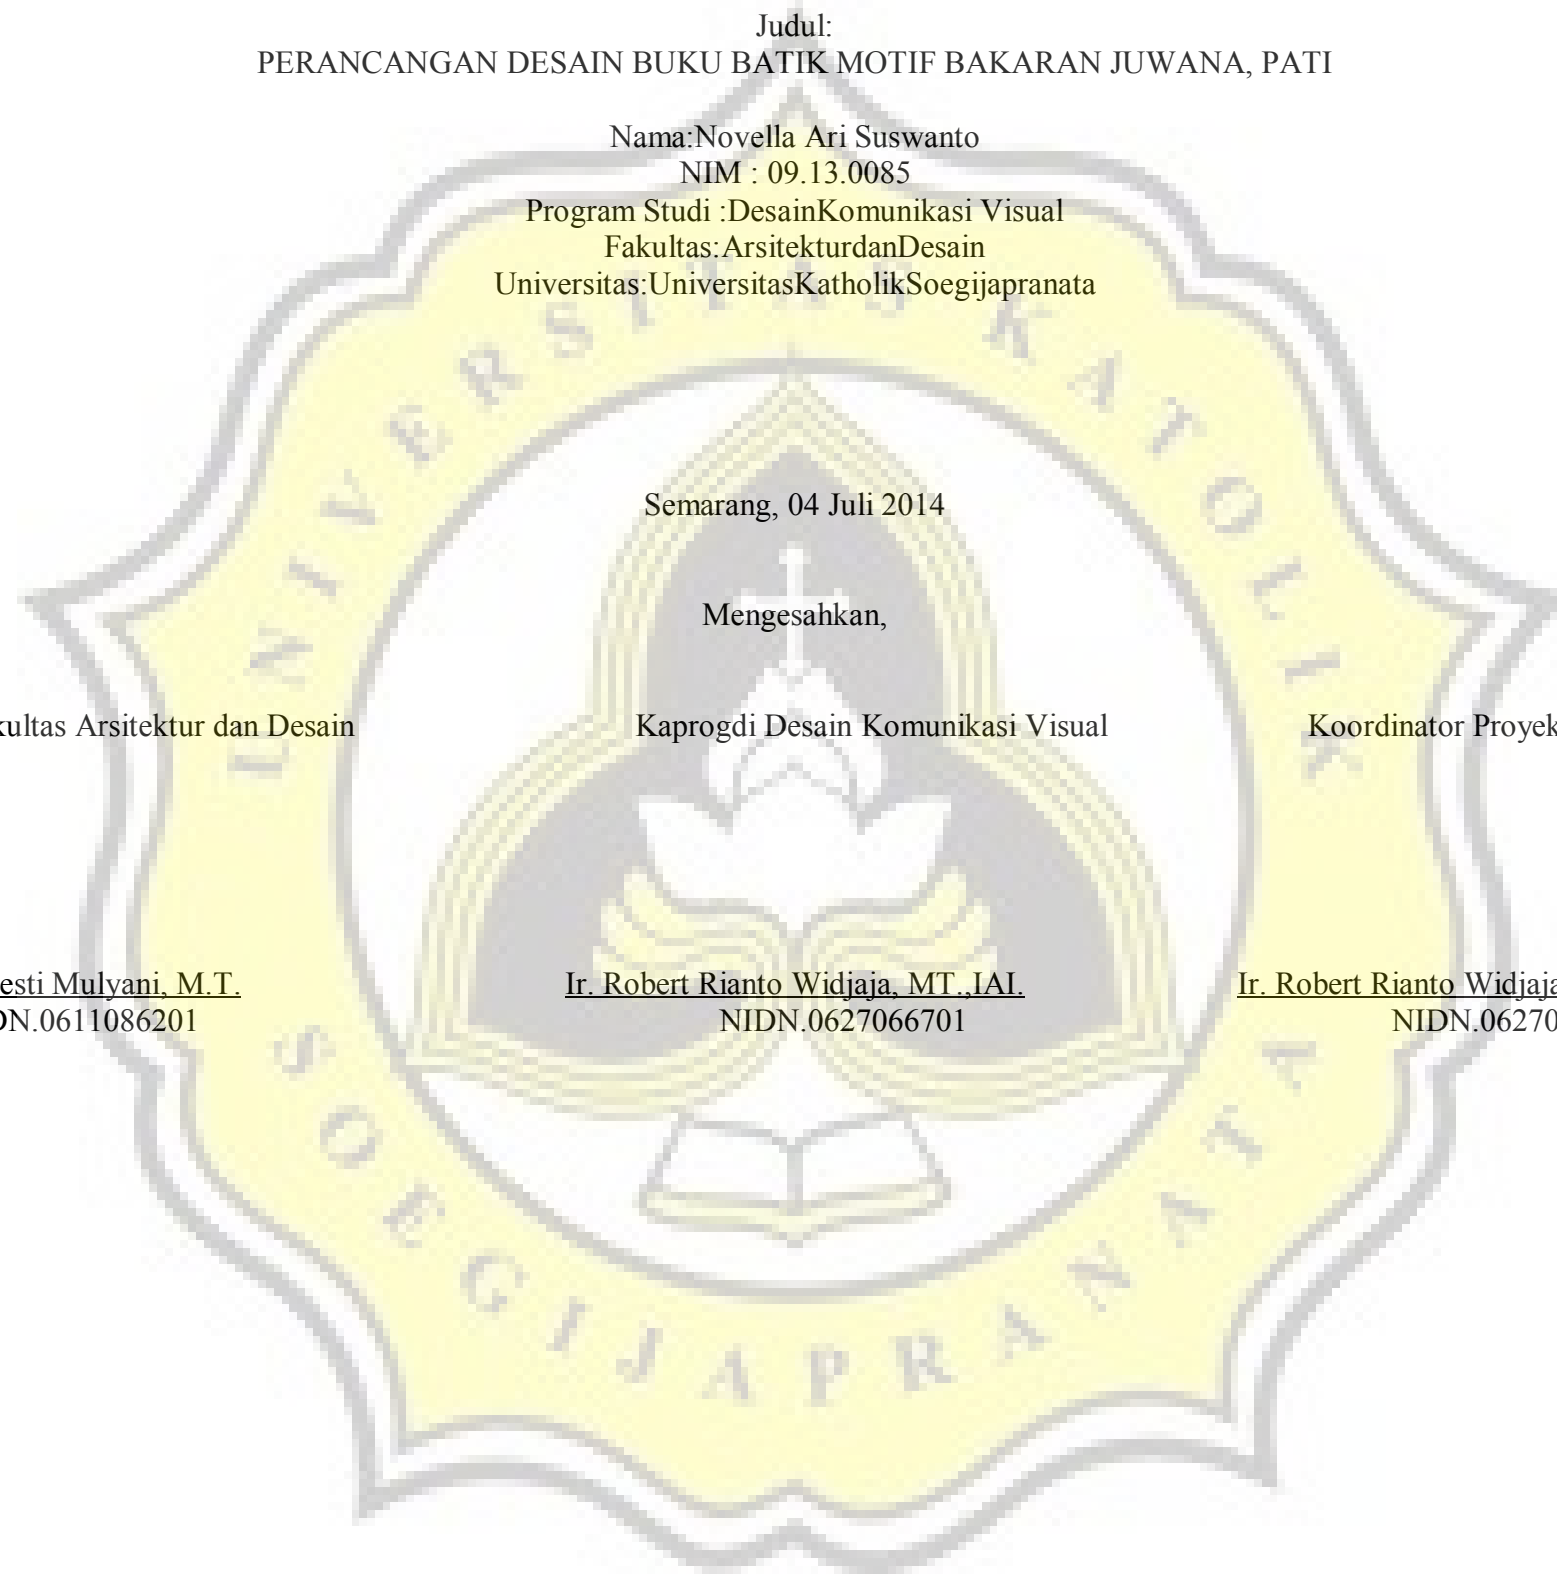 Judul:
PERANCANGAN DESAIN BUKU BATIK MOTIF BAKARAN JUWANA, PATI
Nama:Novella Ari Suswanto
NIM : 09.13.0085
Program Studi :DesainKomunikasi Visual
Fakultas:ArsitekturdanDesain
Universitas:UniversitasKatholikSoegijapranata
Semarang, 04 Juli 2014
Mengesahkan,
kultas Arsitektur dan Desain Kaprogdi Desain Komunikasi Visual Koordinator Proyek
esti Mulyani, M.T. Ir. Robert Rianto Widjaja, MT.,IAI. Ir. Robert Rianto Widjaja
DN.0611086201 NIDN.0627066701 NIDN.06270
UNIVERSITAS KATOLIK
SOEGIJAPRANATA